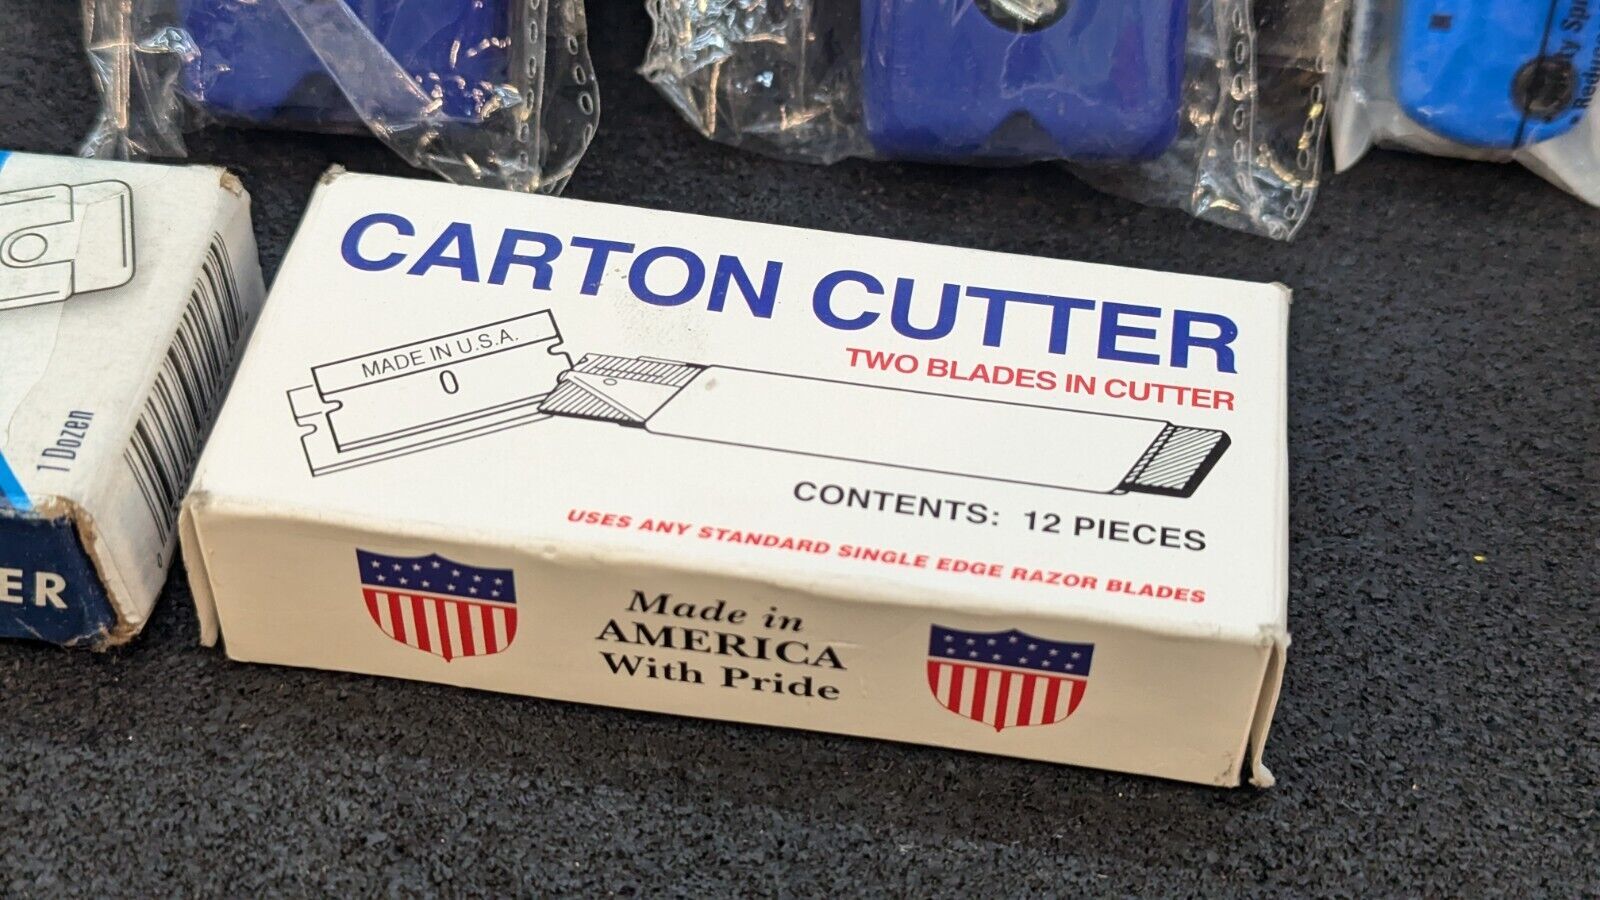 CARTON CUTTER
TWO BLADES IN CUTTER
MADE IN U.S.A.
0
CONTENTS: 12 PIECES
USES ANY STANDARD SINGLE EDGE RAZOR BLADES
Made in
AMERICA
With Pride
1 Dozen
ER